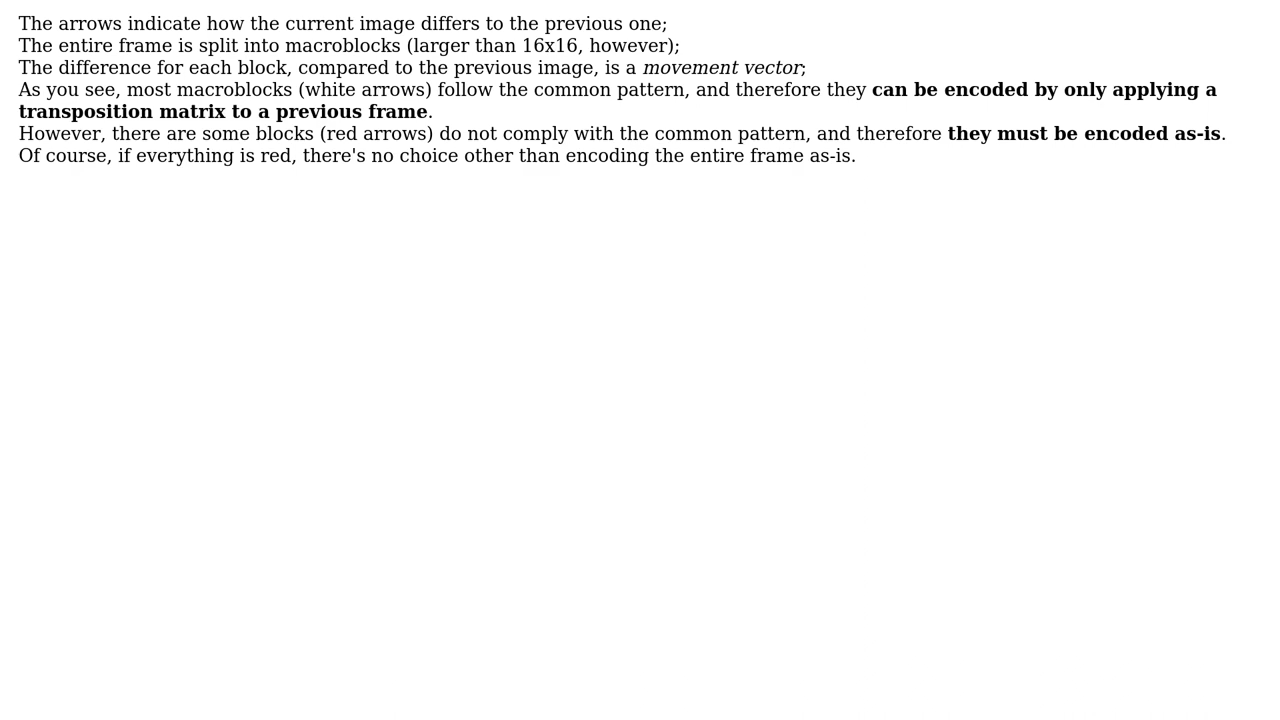 The arrows indicate how the current image differs to the previous one;
The entire frame is split into macroblocks (larger than 16x16, however);
The difference for each block, compared to the previous image, is a movement vector;
As you see, most macroblocks (white arrows) follow the common pattern, and therefore they can be encoded by only applying a
transposition matrix to a previous frame.
However, there are some blocks (red arrows) do not comply with the common pattern, and therefore they must be encoded as-is.
Of course, if everything is red, there's no choice other than encoding the entire frame as-is.